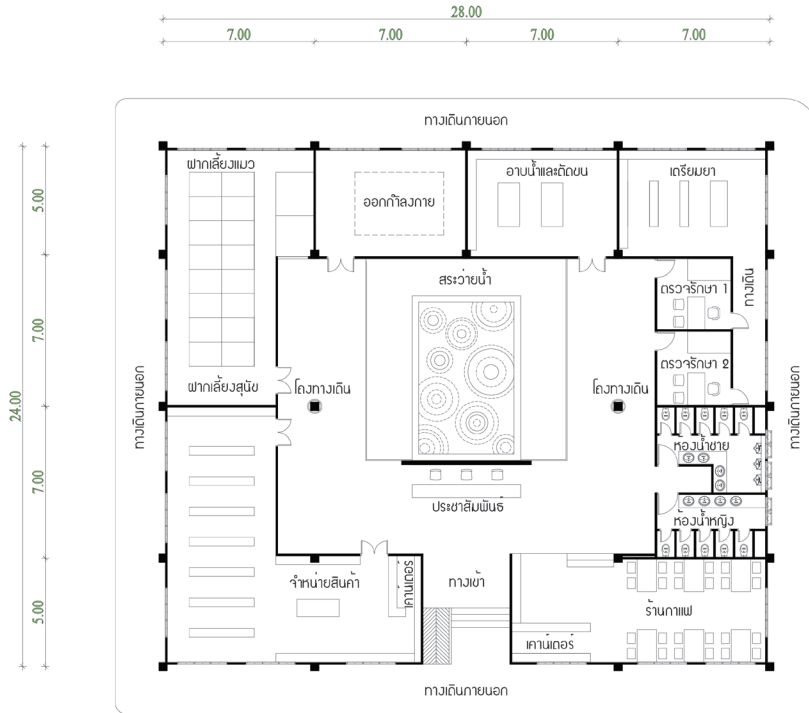 28.00
7.00 7.00 7.00 7.00
ทางเดินภายนอก
ฝากเลี้ยงแมว
ออกกำลังกาย
อาบน้ำและตัดขน
เตรียมยา
5.00
สระว่ายน้ำ
ตรวจรักษา 1
ทางเดิน
7.00
ตรวจรักษา 2
ฝากเลี้ยงสุนัข
โถงทางเดิน
โถงทางเดิน
24.00
ทางเดินภายนอก
ทางเดินภายนอก
ห้องน้ำชาย
7.00
ประชาสัมพันธ์
ห้องน้ำหญิง
จำหน่ายสินค้า
เคาน์เตอร์
ทางเข้า
5.00
ร้านกาแฟ
เคาน์เตอร์
ทางเดินภายนอก